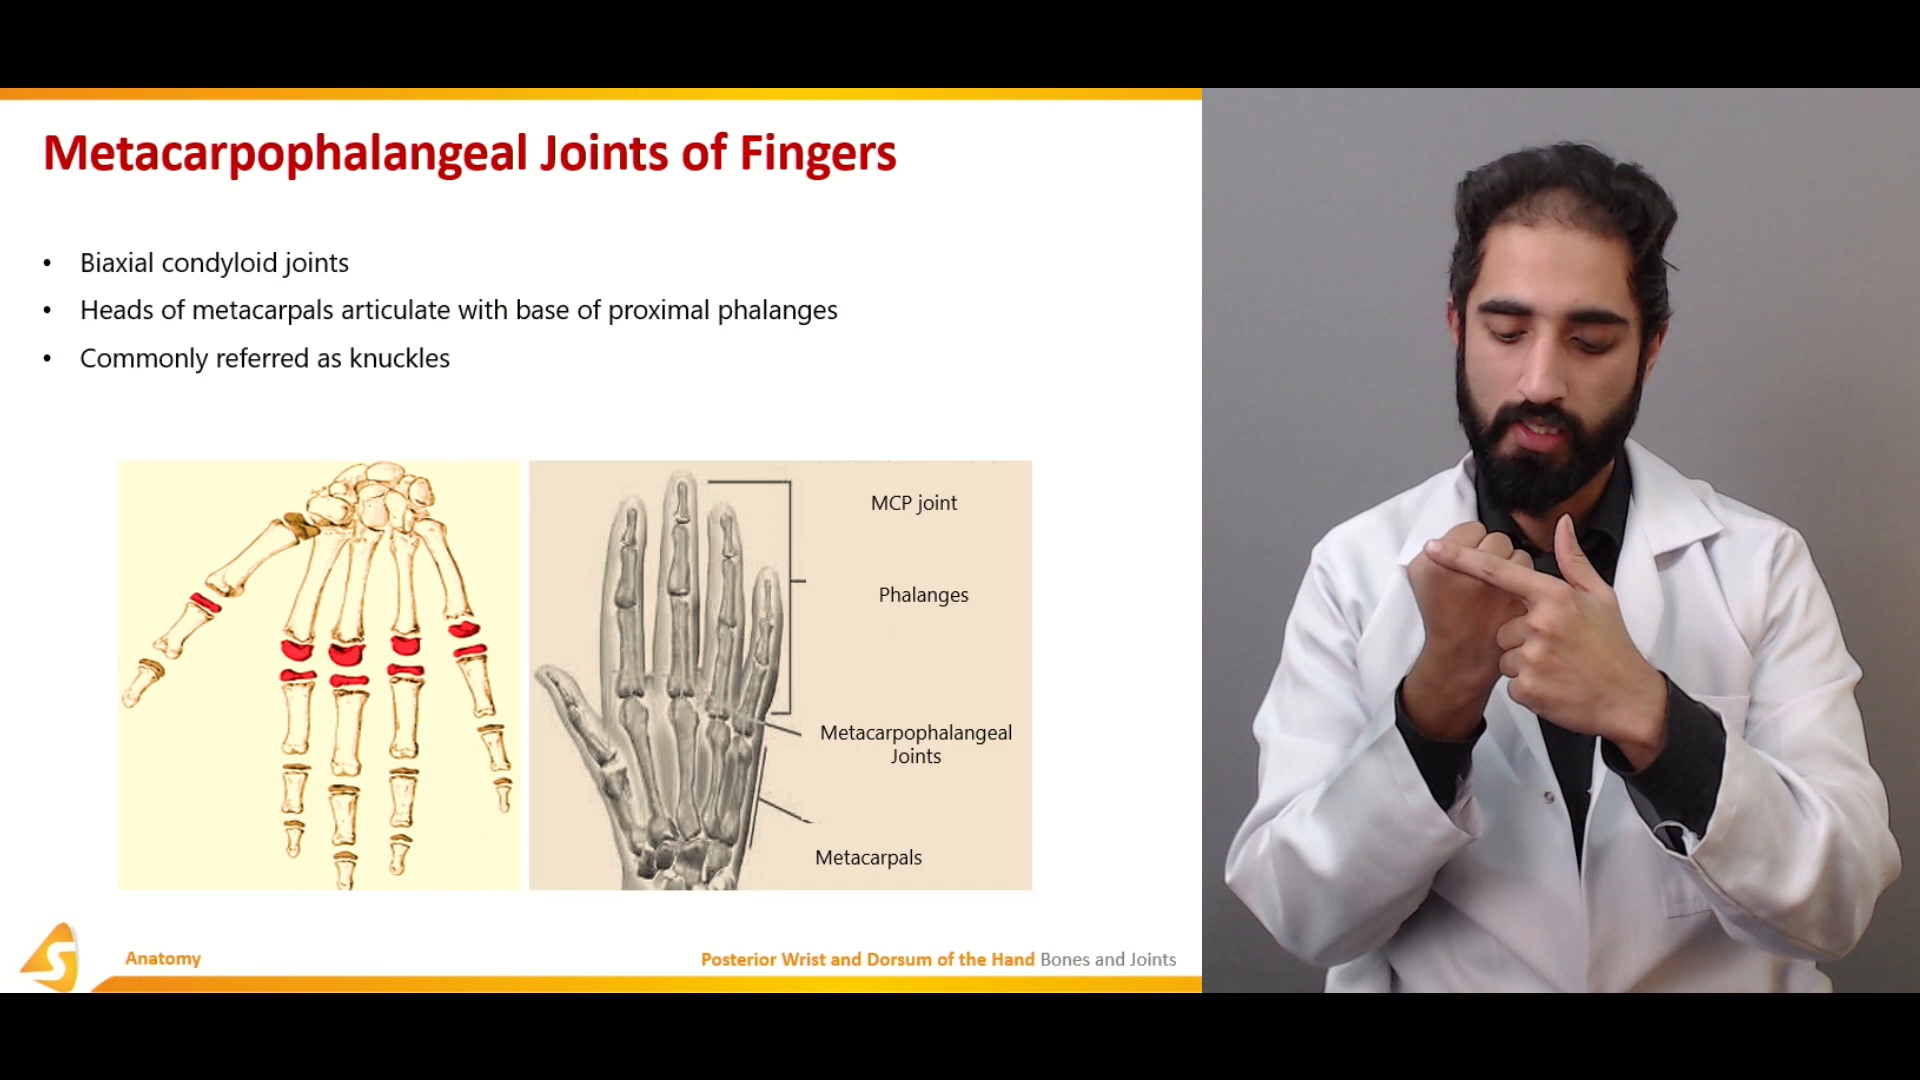 Metacarpophalangeal Joints of Fingers
• Biaxial condyloid joints
• Heads of metacarpals articulate with base of proximal phalanges
• Commonly referred as knuckles
MCP joint
Phalanges
Metacarpophalangeal
Joints
Metacarpals
S
Anatomy
Posterior Wrist and Dorsum of the Hand Bones and Joints